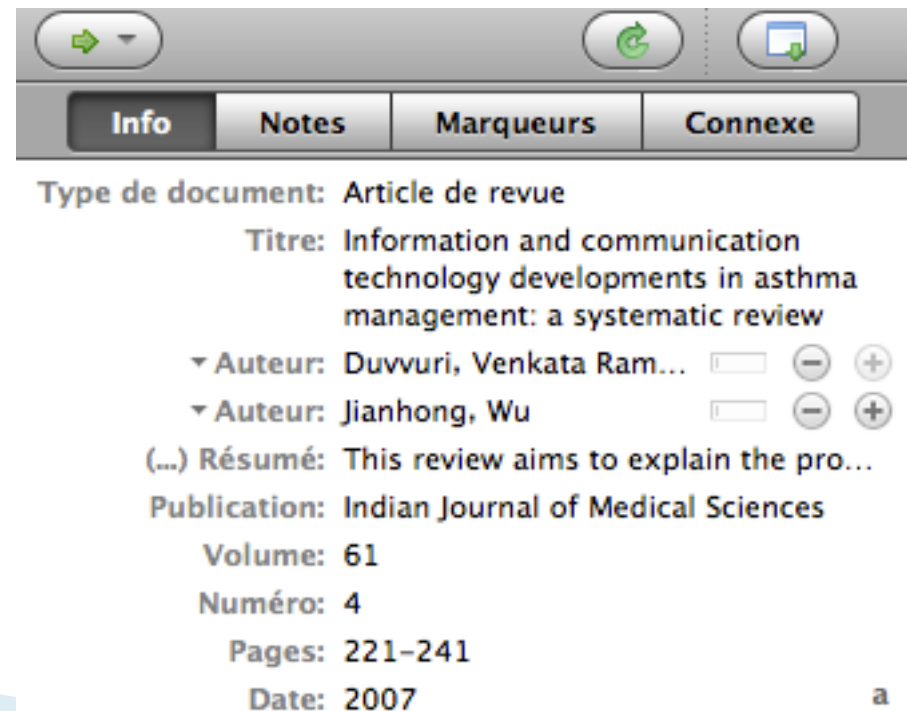 Info Notes Marqueurs Connexe
Type de document: Article de revue
Titre: Information and communication
technology developments in asthma
management: a systematic review
Auteur: Duvvuri, Venkata Ram...
Auteur: Jianhong, Wu
(...) Résumé: This review aims to explain the pro...
Publication: Indian Journal of Medical Sciences
Volume: 61
Numéro: 4
Pages: 221-241
Date: 2007 a